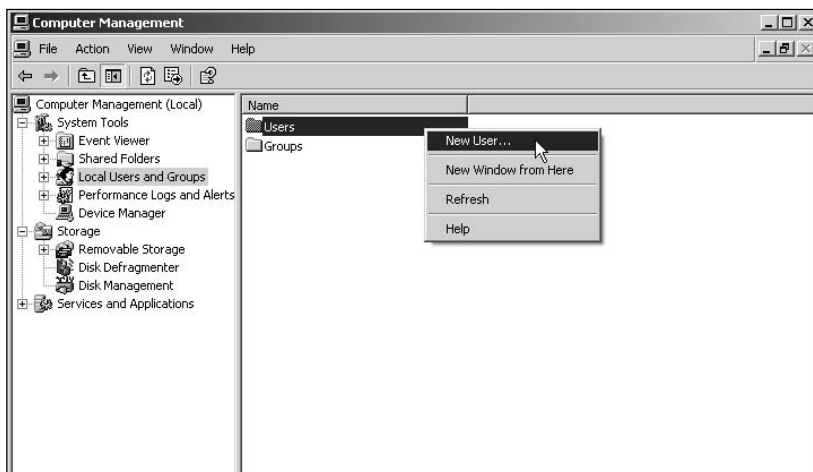 Computer Management
File Action View Window Help
Computer Management (Local)
System Tools
Event Viewer
Shared Folders
Local Users and Groups
Performance Logs and Alerts
Device Manager
Storage
Removable Storage
Disk Defragmenter
Disk Management
Services and Applications
Name
Users
Groups
New User...
New Window from Here
Refresh
Help